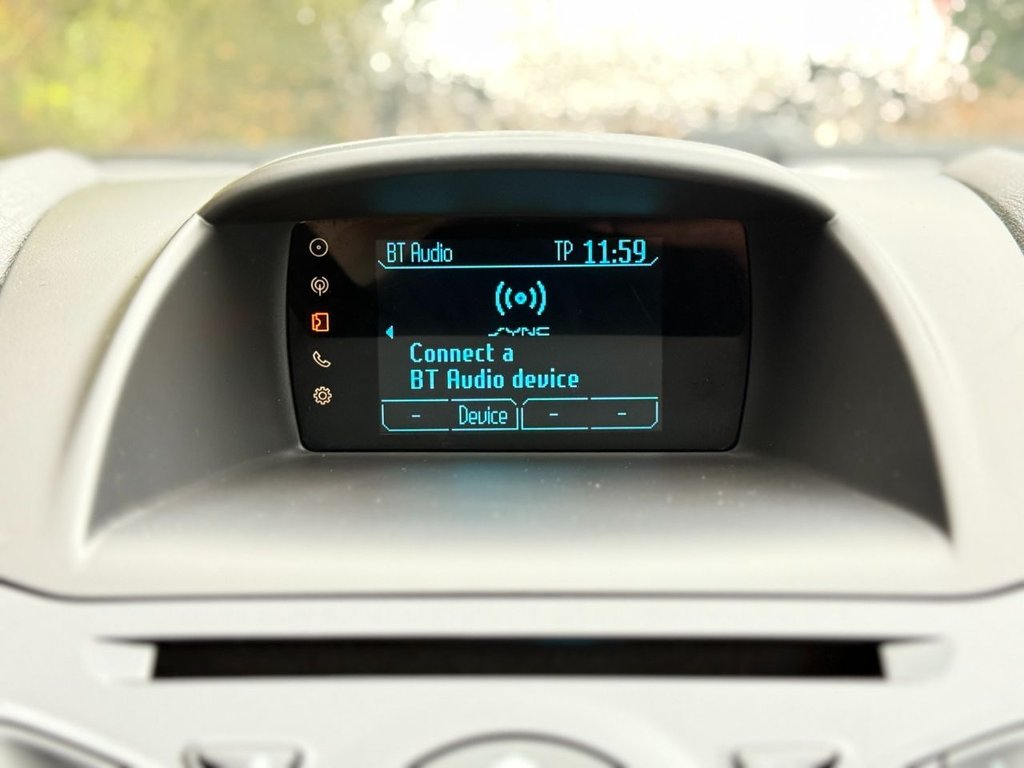 BT Audio TP 11:59
SYNC
Connect a
BT Audio device
- Device - -